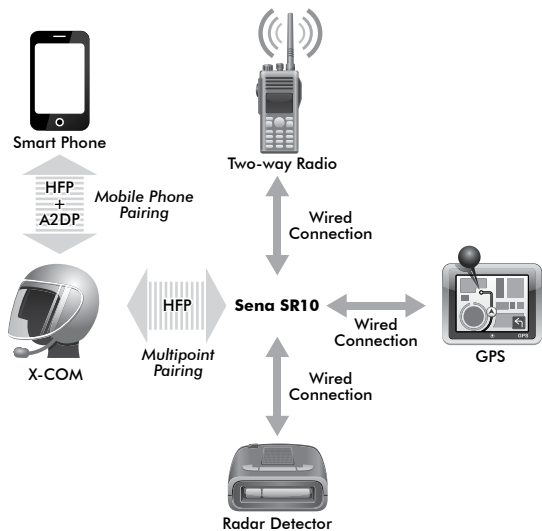 Smart Phone
Two-way Radio
HFP
+
A2DP
Mobile Phone
Pairing
Wired
Connection
HFP
Sena SR10
Wired
Connection
GPS
GPS
X-COM
Multipoint
Pairing
Wired
Connection
Radar Detector